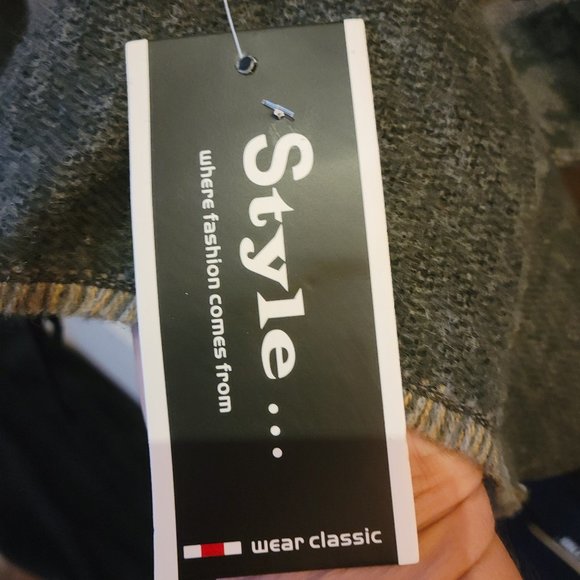 Style...
where fashion comes from
wear classic